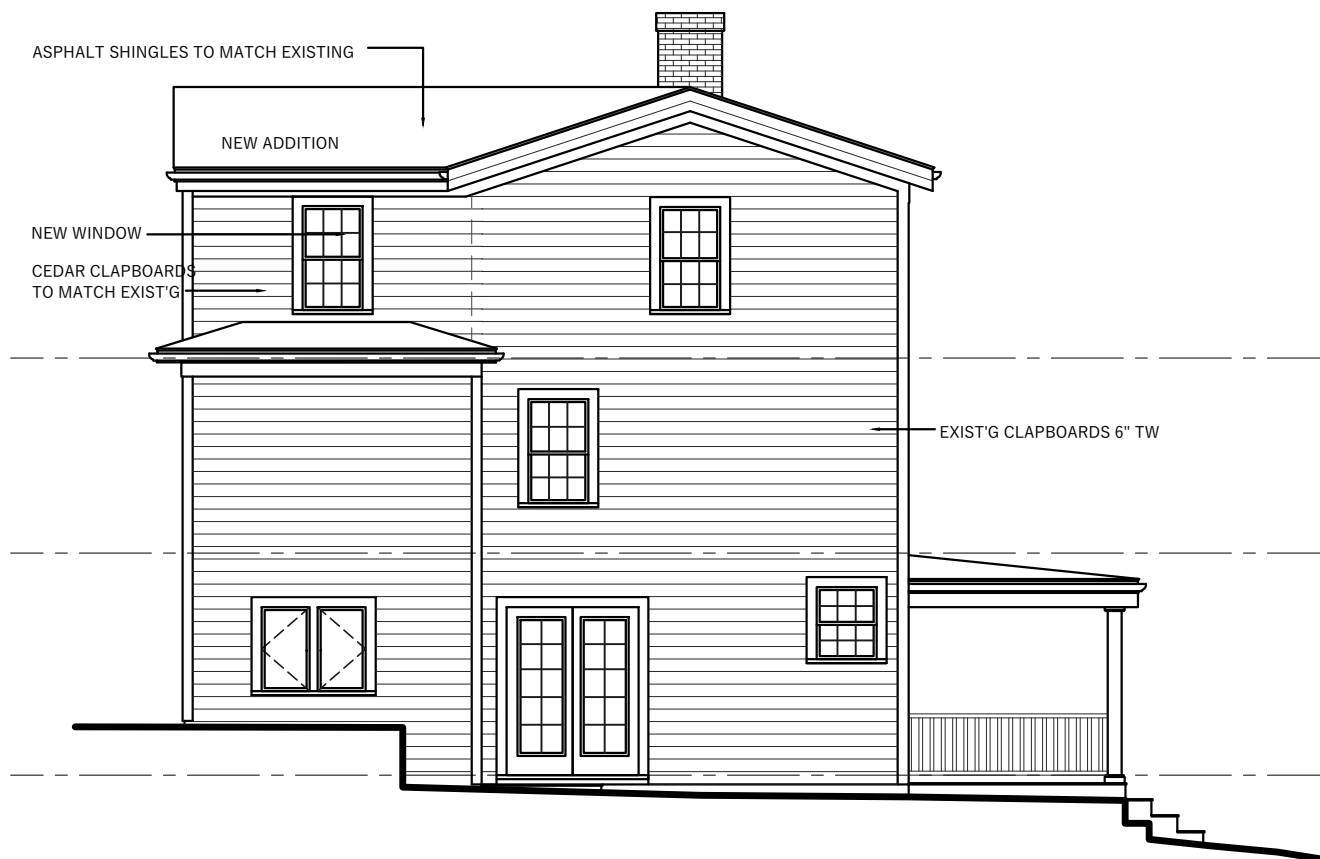 ASPHALT SHINGLES TO MATCH EXISTING
NEW ADDITION
NEW WINDOW
CEDAR CLAPBOARDS
TO MATCH EXIST'G
EXIST'G CLAPBOARDS 6" TW